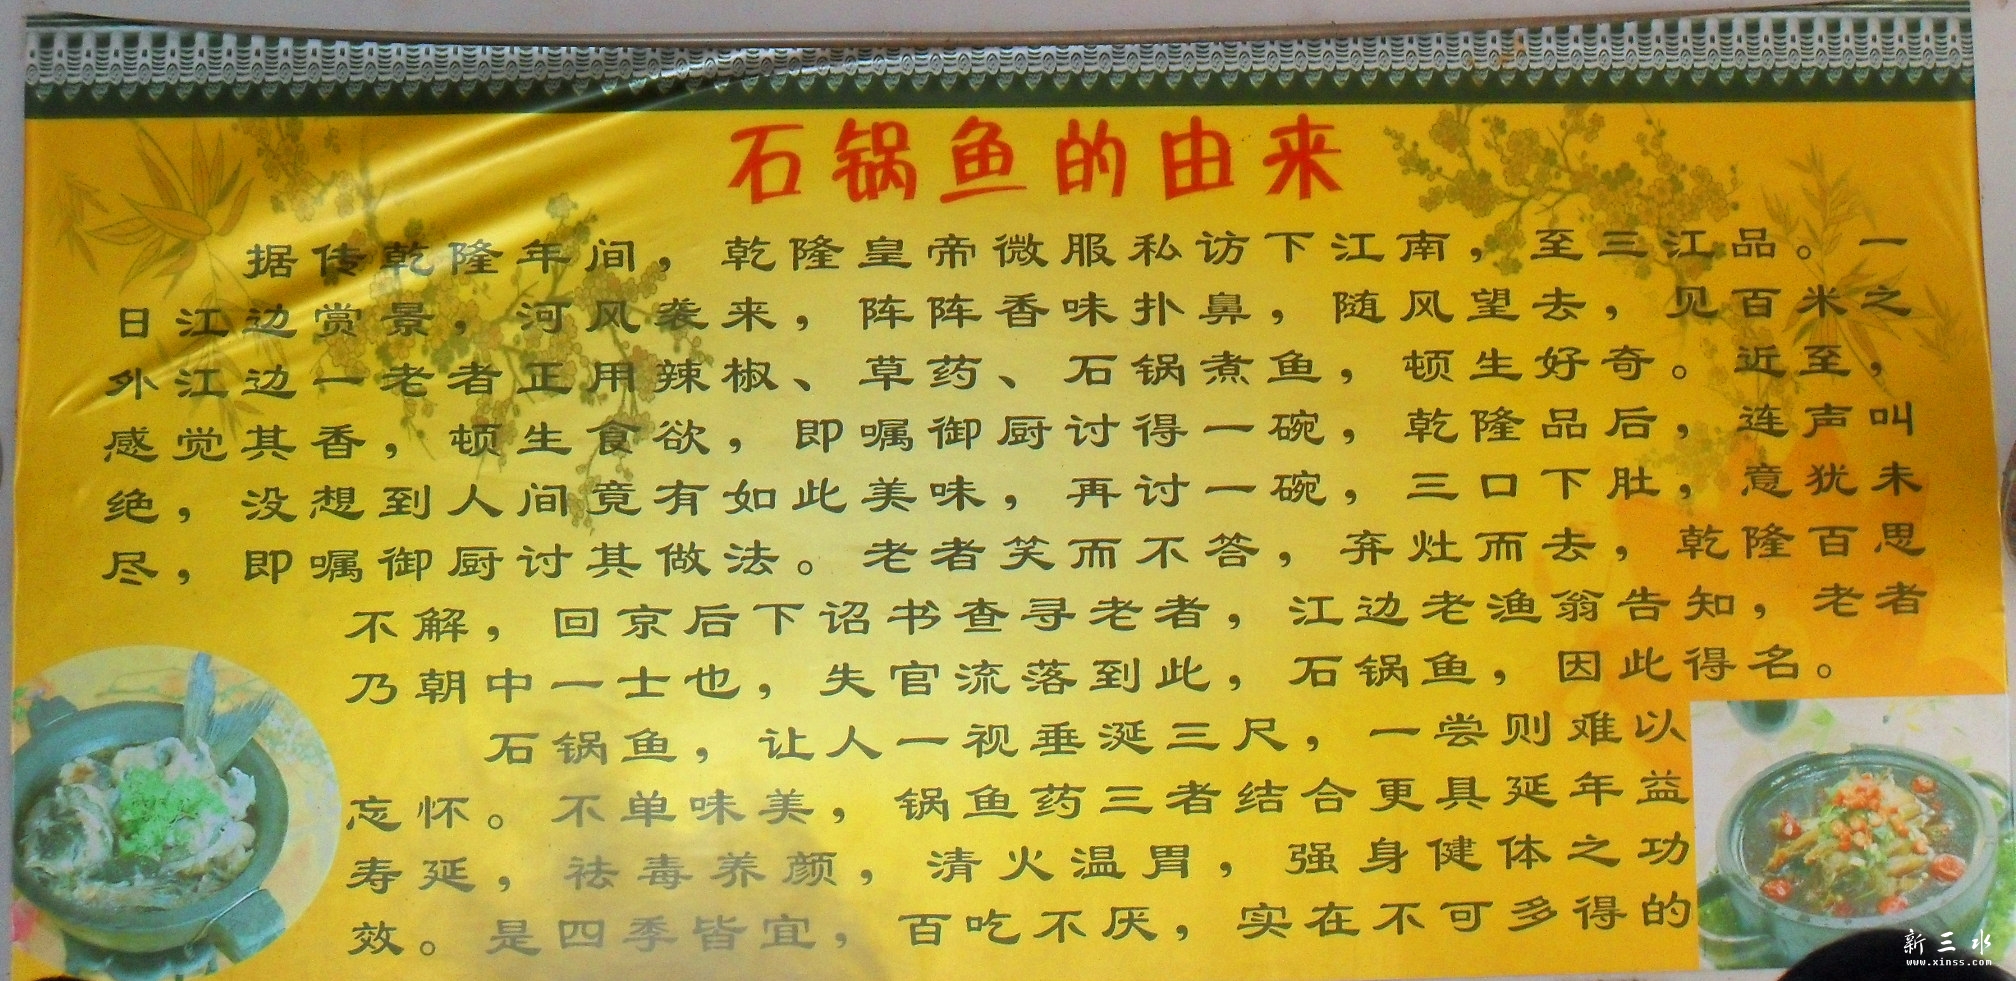 石锅鱼的由来
据传乾隆年间，乾隆皇帝微服私访下江南，至三江品。一
日江边赏景，河风袭来，阵阵香味扑鼻，随风望去，见百米之
外江边一老者正用辣椒、草药、石锅煮鱼，顿生好奇。近至，
感觉其香，顿生食欲，即嘱御厨讨得一碗，乾隆品后，连声叫
绝，没想到人间竟有如此美味，再讨一碗，三口下肚，意犹未
尽，即嘱御厨讨其做法。老者笑而不答，弃灶而去，乾隆百思
不解，回京后下诏书查寻老者，江边老渔翁告知，老者
乃朝中一士也，失官流落到此，石锅鱼，因此得名。
石锅鱼，让人一视垂涎三尺，一尝则难以
忘怀。不单味美，锅鱼药三者结合更具延年益
寿延，祛毒养颜，清火温胃，强身健体之功
效。是四季皆宜，百吃不厌，实在不可多得的
新三水
www.xinss.com